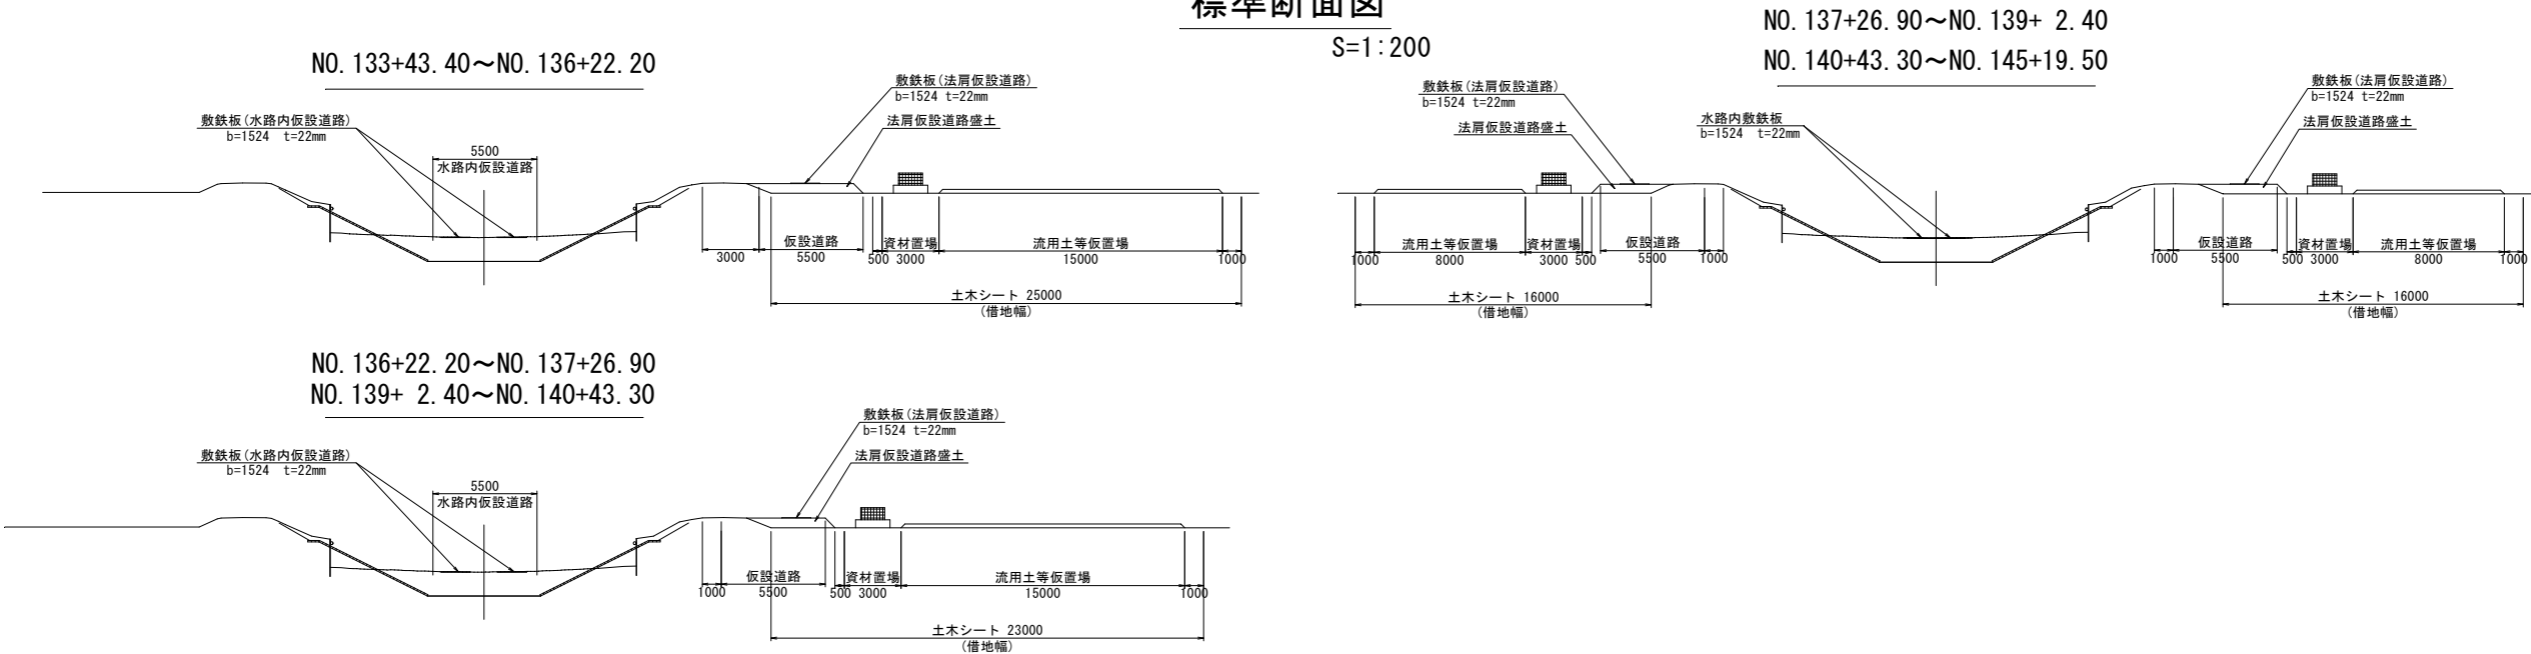 標準断面図
S=1:200
NO.133+43.40～NO.136+22.20
敷鉄板(水路内仮設道路)
b=1524 t=22mm
5500
水路内仮設道路
敷鉄板(法肩仮設道路)
b=1524 t=22mm
法肩仮設道路盛土
仮設道路
資材置場
流用土等仮置場
3000
5500
500
3000
15000
1000
土木シート 25000
(借地幅)
NO.137+26.90～NO.139+ 2.40
NO.140+43.30～NO.145+19.50
敷鉄板(法肩仮設道路)
b=1524 t=22mm
法肩仮設道路盛土
水路内敷鉄板
b=1524 t=22mm
敷鉄板(法肩仮設道路)
b=1524 t=22mm
法肩仮設道路盛土
流用土等仮置場
資材置場
仮設道路
1000
8000
3000
500
5500
1000
土木シート 16000
(借地幅)
仮設道路
資材置場
流用土等仮置場
1000
5500
500
3000
8000
1000
土木シート 16000
(借地幅)
NO.136+22.20～NO.137+26.90
NO.139+ 2.40～NO.140+43.30
敷鉄板(水路内仮設道路)
b=1524 t=22mm
5500
水路内仮設道路
敷鉄板(法肩仮設道路)
b=1524 t=22mm
法肩仮設道路盛土
仮設道路
資材置場
流用土等仮置場
1000
5500
500
3000
15000
1000
土木シート 23000
(借地幅)